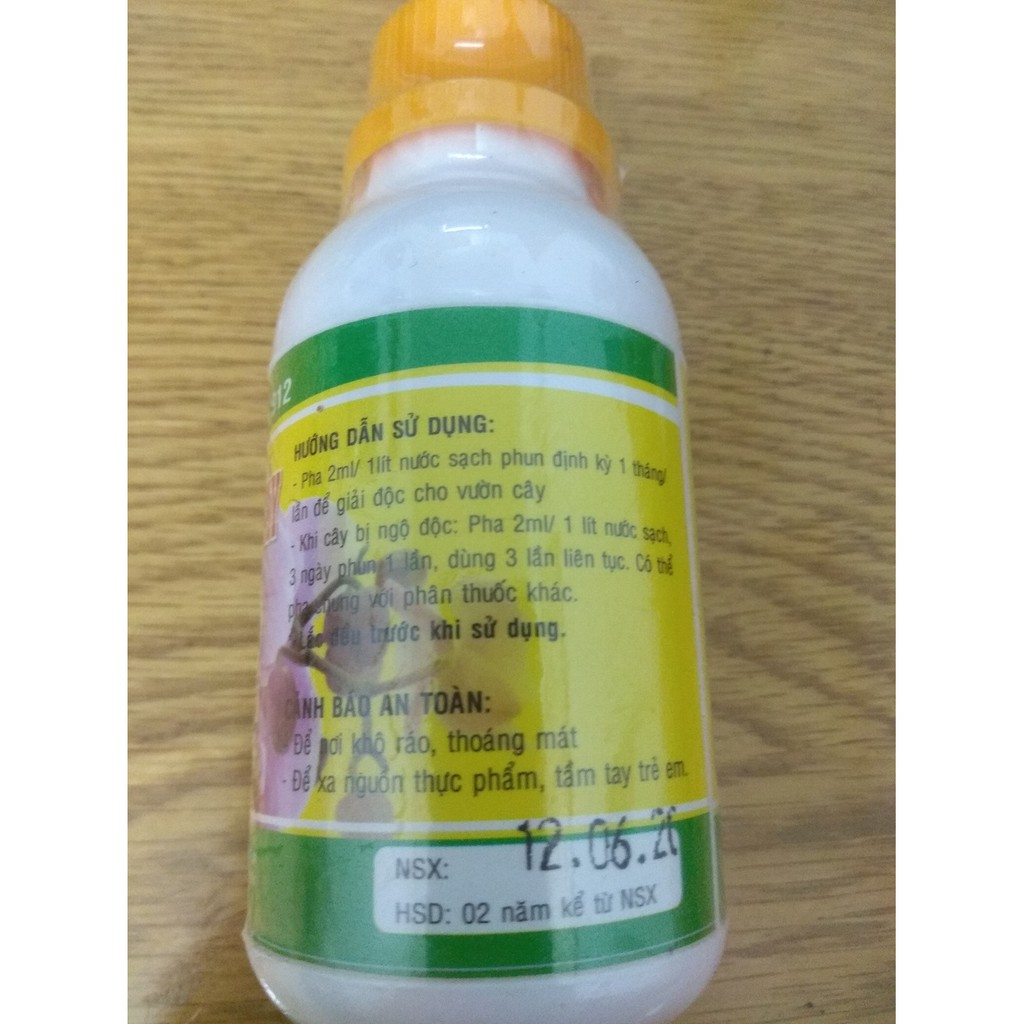 312
HƯỚNG DẪN SỬ DỤNG:
- Pha 2ml/ 1lít nước sạch phun định kỳ 1 tháng/
lần để giải độc cho vườn cây
- Khi cây bị ngộ độc: Pha 2ml/ 1 lít nước sạch,
3 ngày phun 1 lần, dùng 3 lần liên tục. Có thể
pha chung với phân thuốc khác.
* Lắc đều trước khi sử dụng.
CẢNH BÁO AN TOÀN:
- Để nơi khô ráo, thoáng mát
- Để xa nguồn thực phẩm, tầm tay trẻ em.
NSX: 12.06.20
HSD: 02 năm kể từ NSX